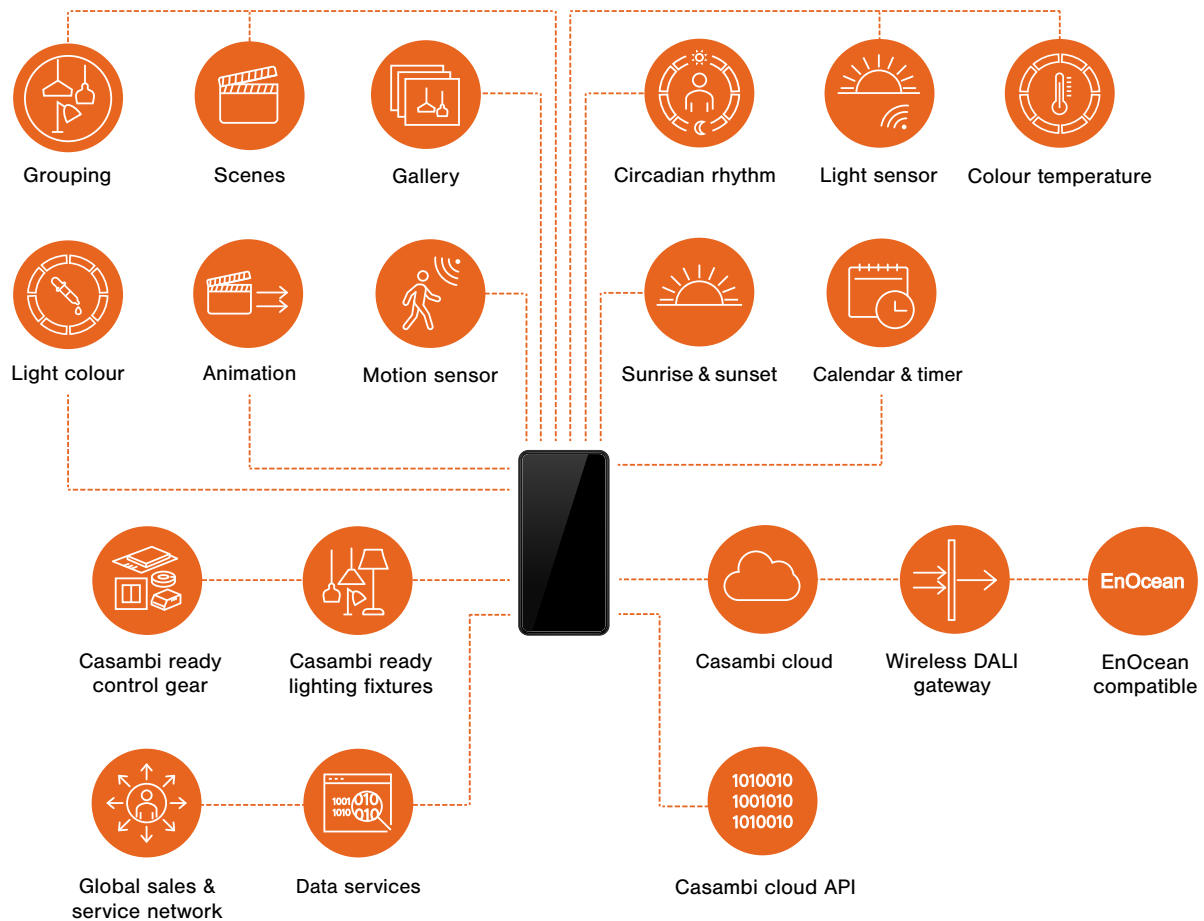 Grouping
Scenes
Gallery
Circadian rhythm
Light sensor
Colour temperature
Light colour
Animation
Motion sensor
Sunrise & sunset
Calendar & timer
EnOcean
Casambi ready
control gear
Casambi ready
lighting fixtures
Casambi cloud
Wireless DALI
gateway
EnOcean
compatible
1001 010
1010 010
1010010
1001010
1010010
Global sales &
service network
Data services
Casambi cloud API